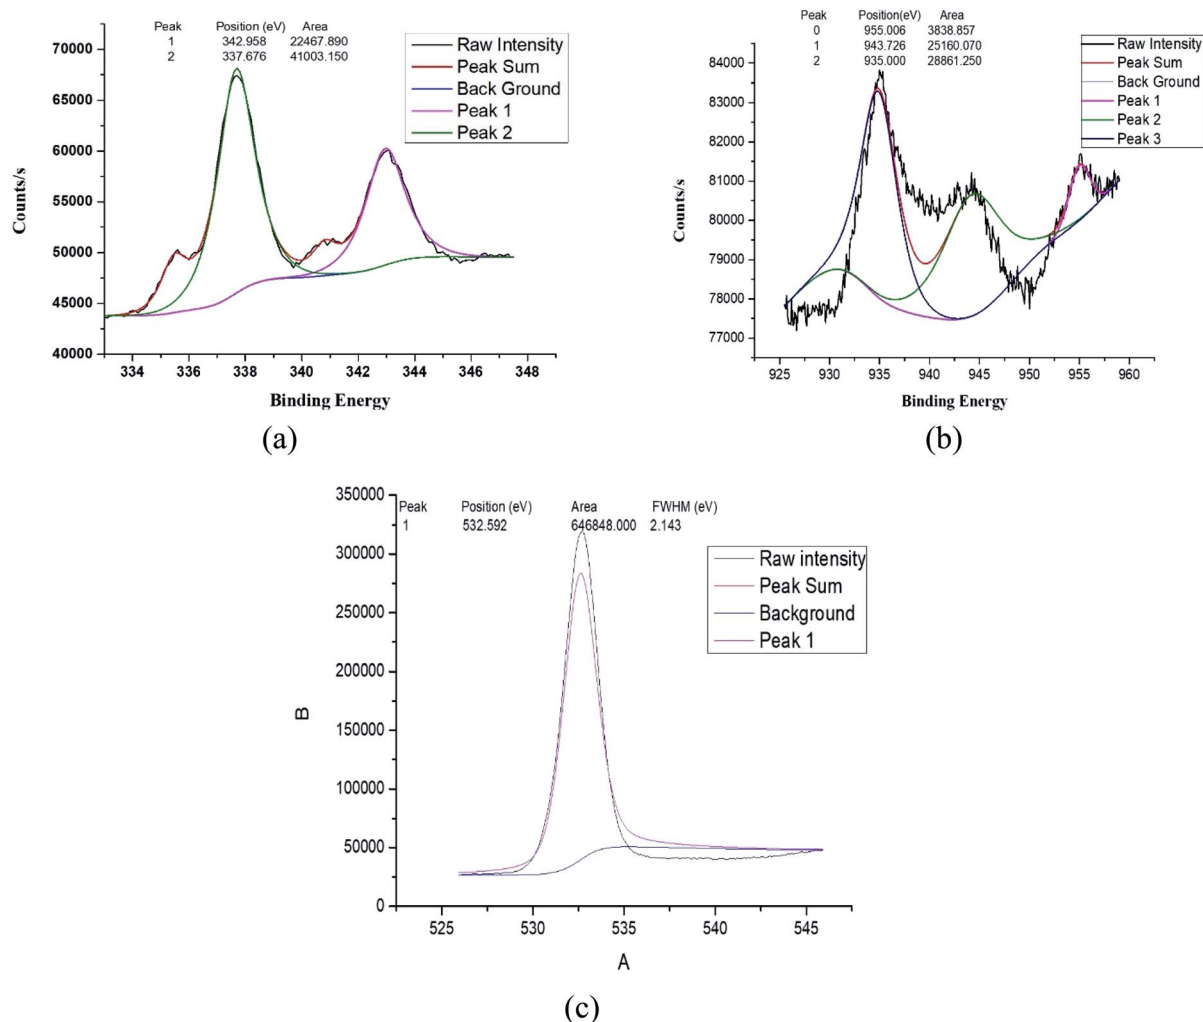 Peak Position (eV) Area
1 342.958 22467.890
2 337.676 41003.150
Raw Intensity
Peak Sum
Back Ground
Peak 1
Peak 2
70000
65000
60000
55000
50000
45000
40000
Counts/s
334 336 338 340 342 344 346 348
Binding Energy
(a)
Peak Position(eV) Area
0 955.006 3838.857
1 943.726 25160.070
2 935.000 28861.250
Raw Intensity
Peak Sum
Back Ground
Peak 1
Peak 2
Peak 3
84000
83000
82000
81000
80000
79000
78000
77000
Counts/s
925 930 935 940 945 950 955 960
Binding Energy
(b)
Peak Position (eV) Area FWHM (eV)
1 532.592 646848.000 2.143
Raw intensity
Peak Sum
Background
Peak 1
350000
300000
250000
200000
150000
100000
50000
0
B
525 530 535 540 545
A
(c)